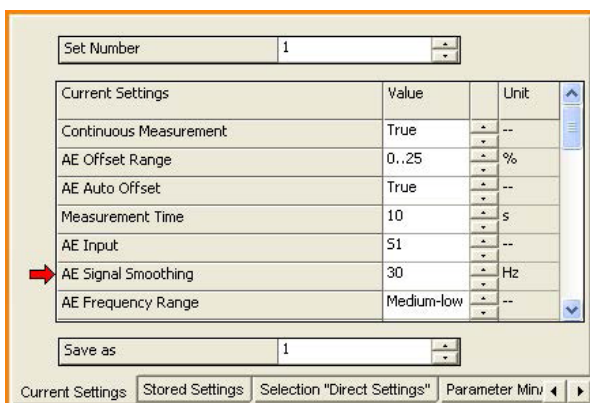 Set Number 1
Current Settings Value Unit
Continuous Measurement True --
AE Offset Range 0..25 %
AE Auto Offset True --
Measurement Time 10 s
AE Input S1 --
AE Signal Smoothing 30 Hz
AE Frequency Range Medium-low --
Save as 1
Current Settings Stored Settings Selection "Direct Settings" Parameter Min/